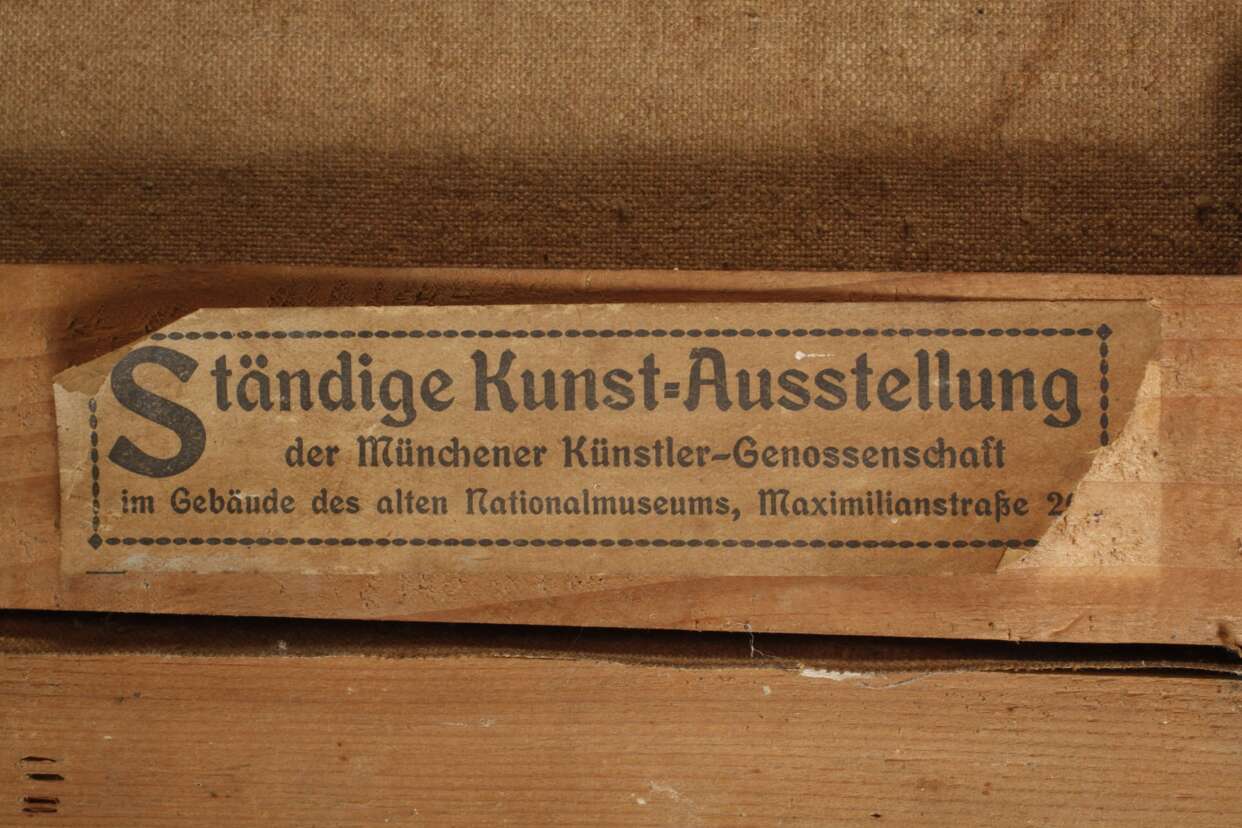 Ständige Kunst=Ausstellung
der Münchener Künstler-Genossenschaft
im Gebäude des alten Nationalmuseums, Maximilianstraße